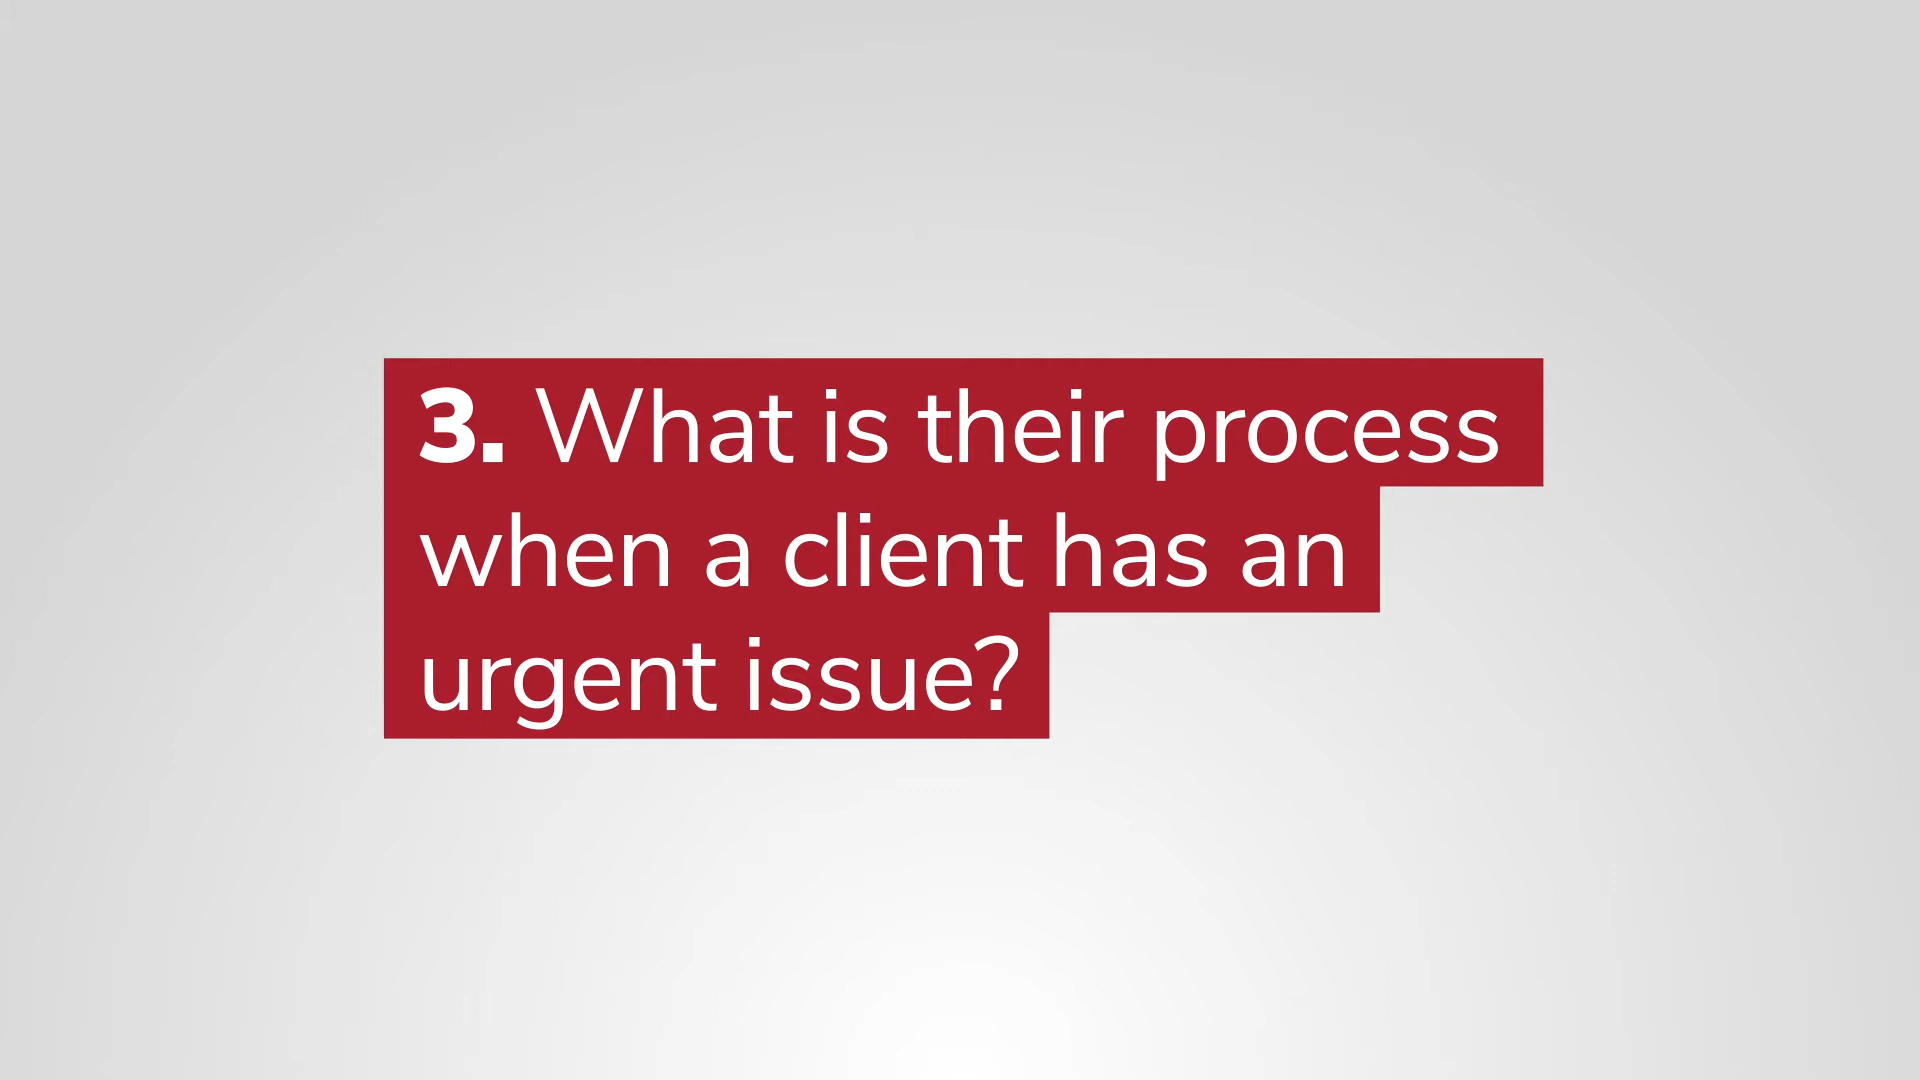 3. What is their process
when a client has an
urgent issue?